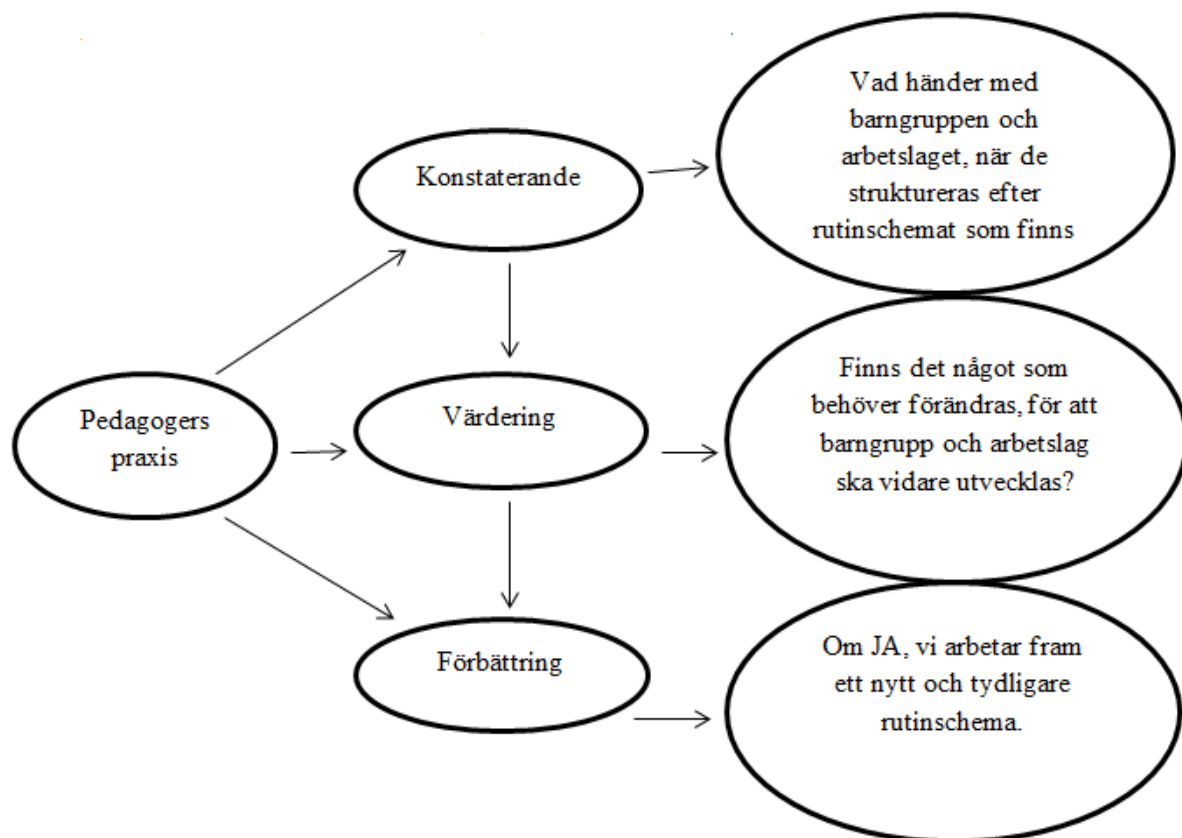 Vad händer med
barngruppen och
arbetslaget, när de
struktureras efter
rutinschemat som finns
Konstaterande
Pedagogers
praxis
Värdering
Finns det något som
behöver förändras, för att
barngrupp och arbetslag
ska vidare utvecklas?
Förbättring
Om JA, vi arbetar fram
ett nytt och tydligare
rutinschema.